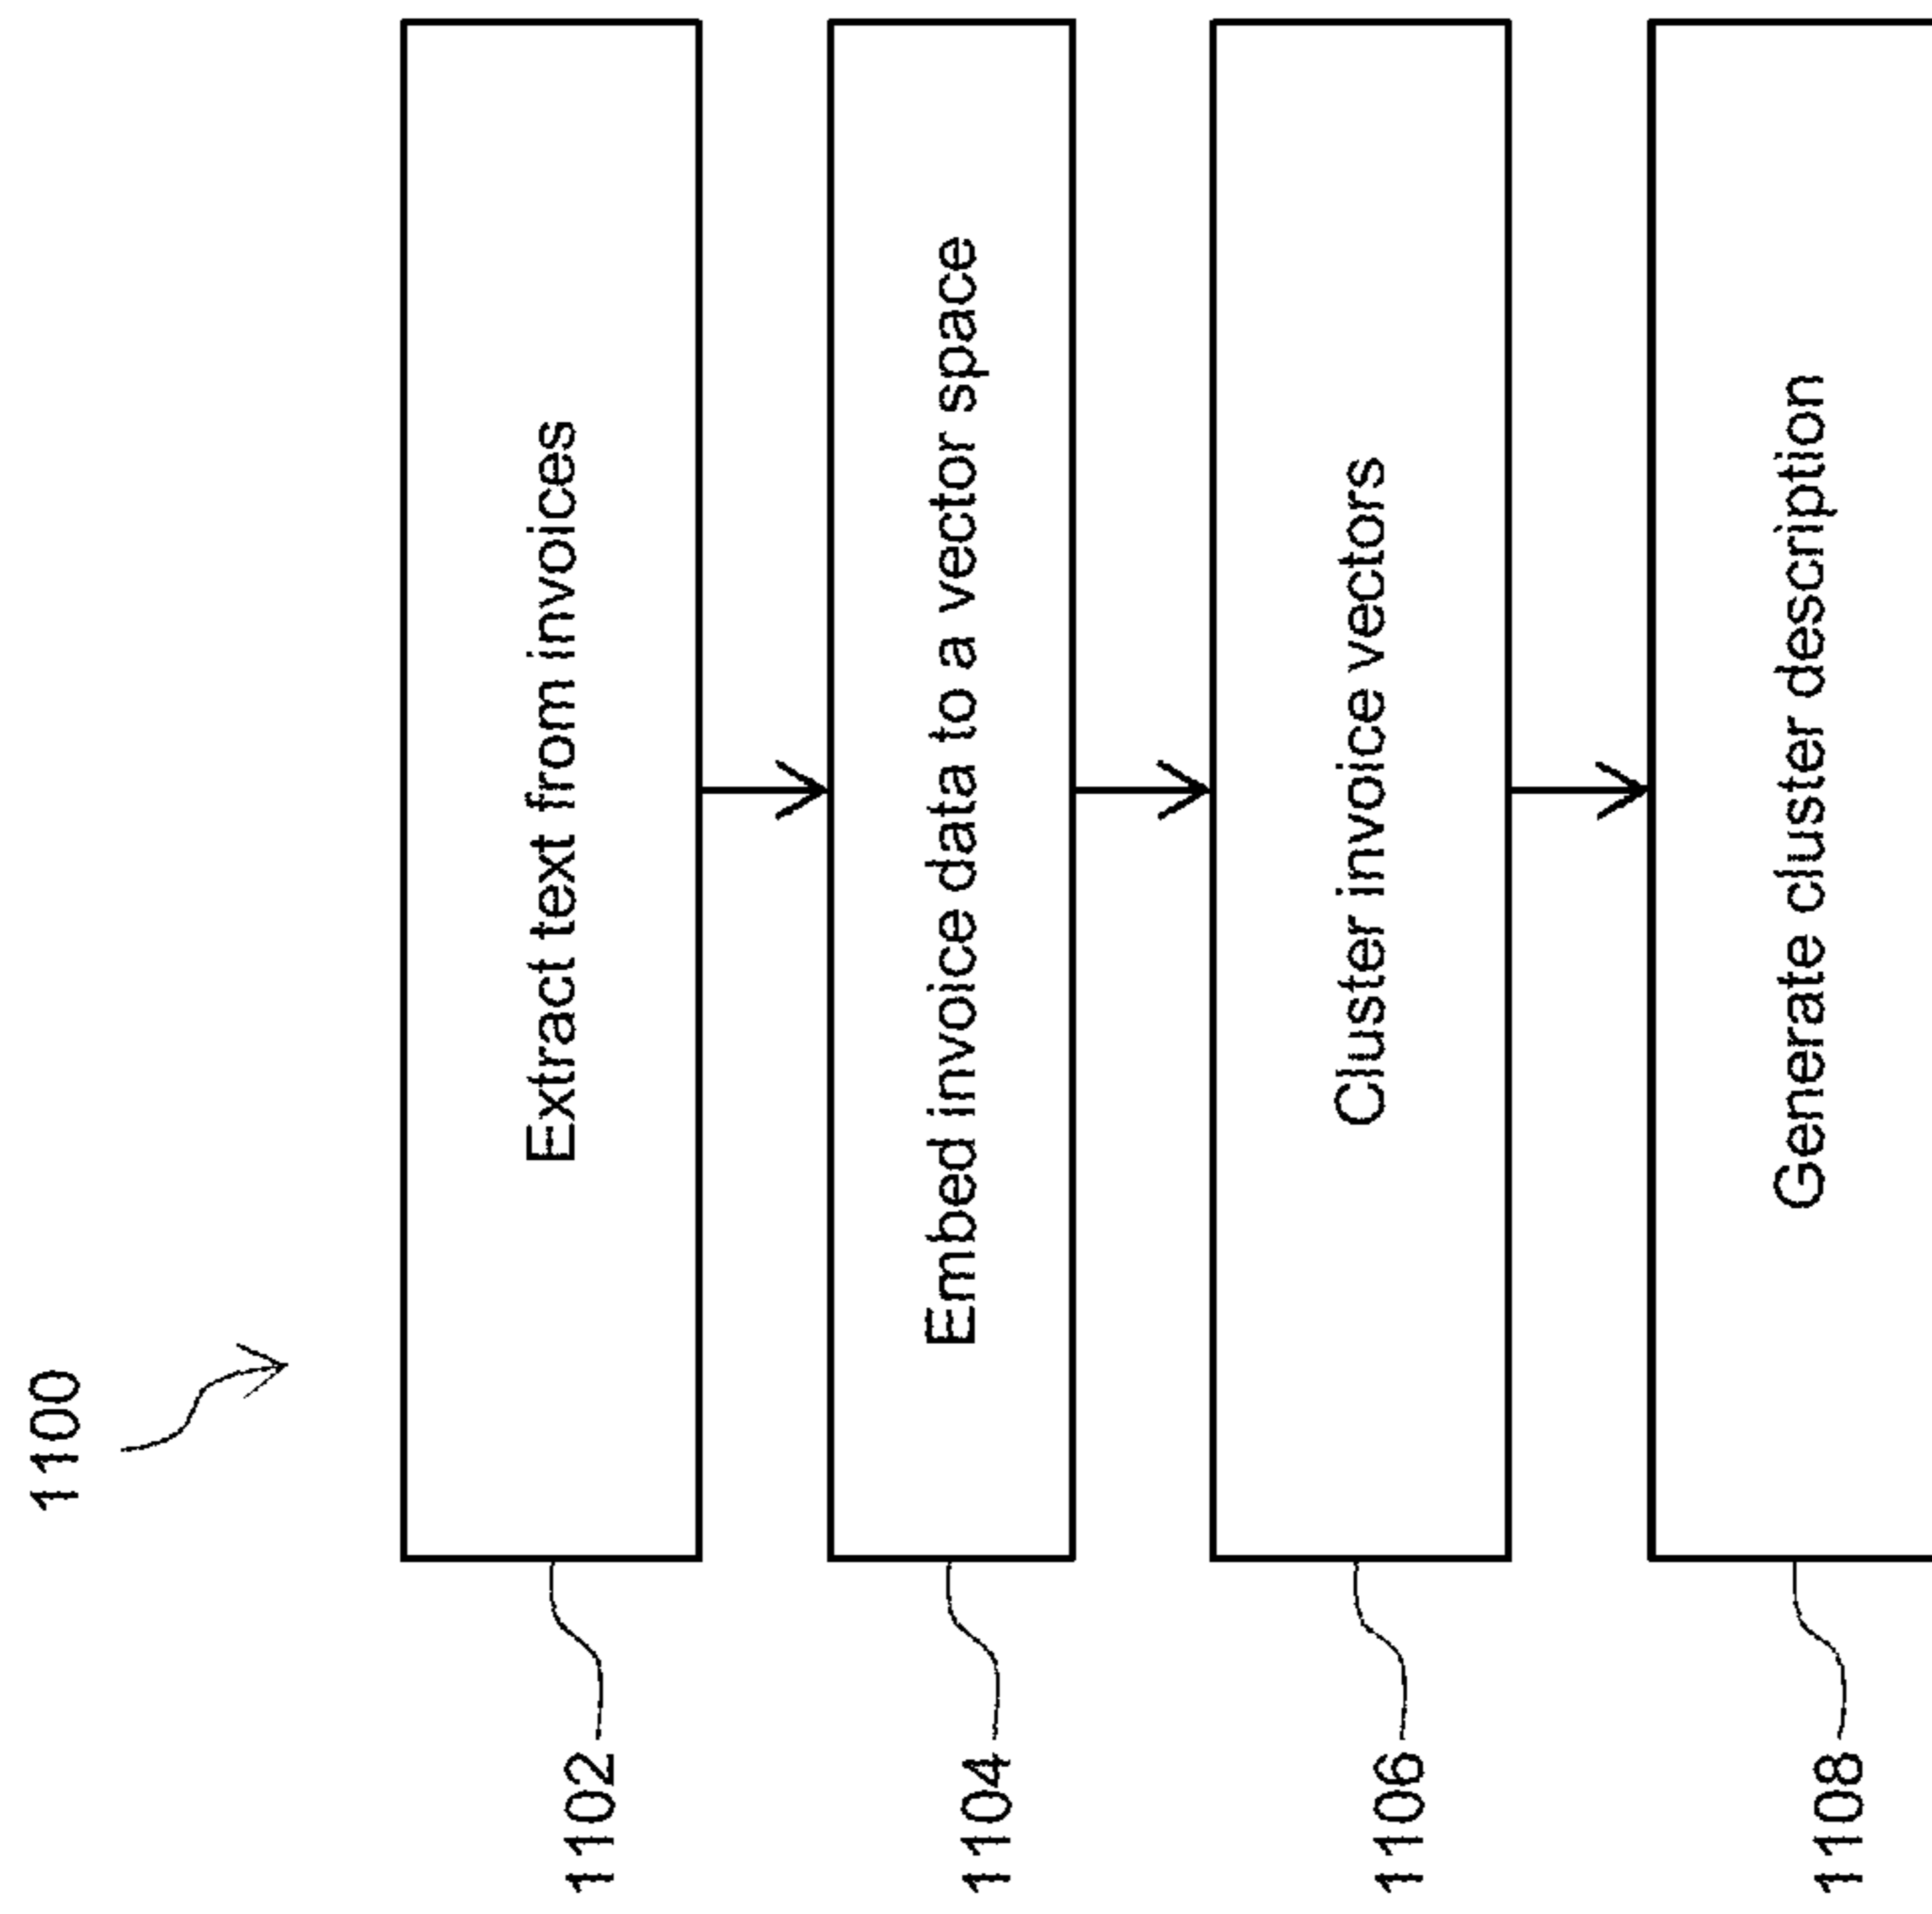 1100
1102
Extract text from invoices
1104
Embed invoice data to a vector space
1106
Cluster invoice vectors
1108
Generate cluster description